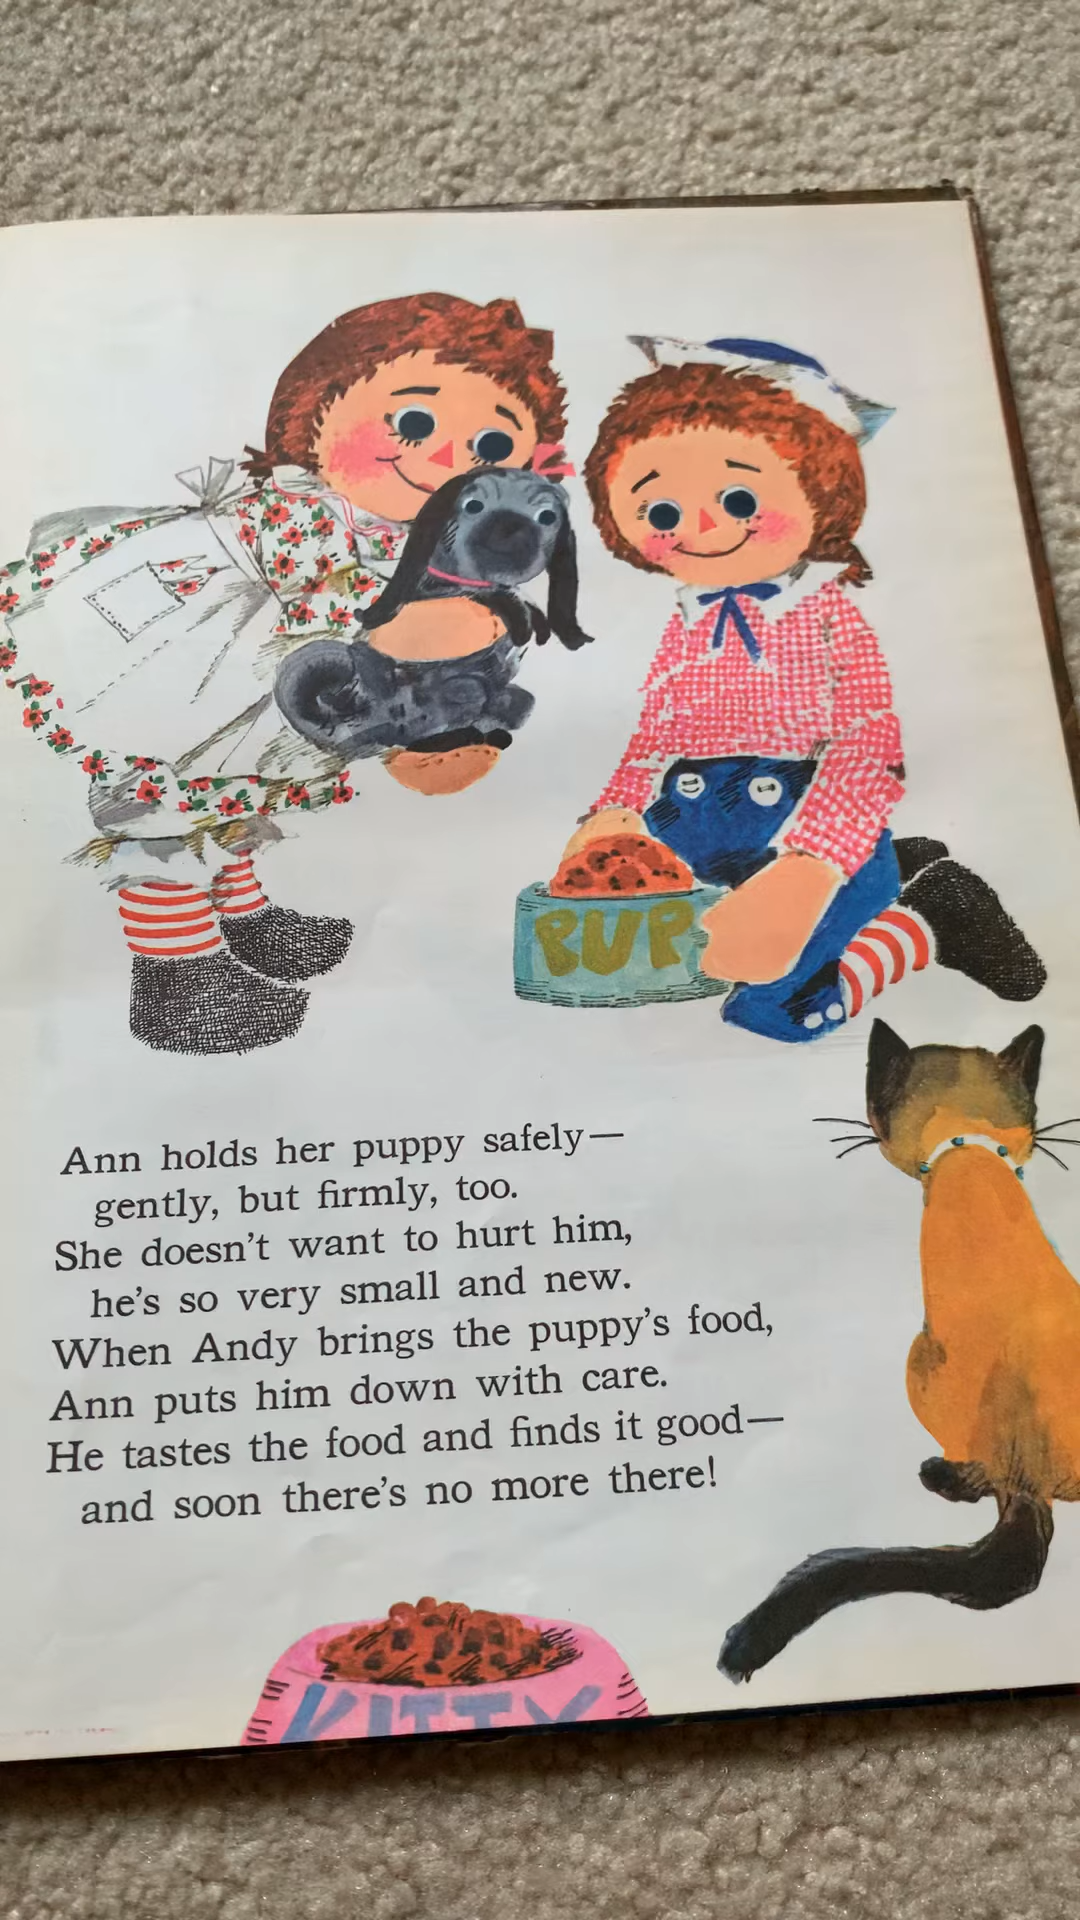 PUP
Ann holds her puppy safely—
gently, but firmly, too.
She doesn't want to hurt him,
he's so very small and new.
When Andy brings the puppy's food,
Ann puts him down with care.
He tastes the food and finds it good—
and soon there's no more there!
KITTY